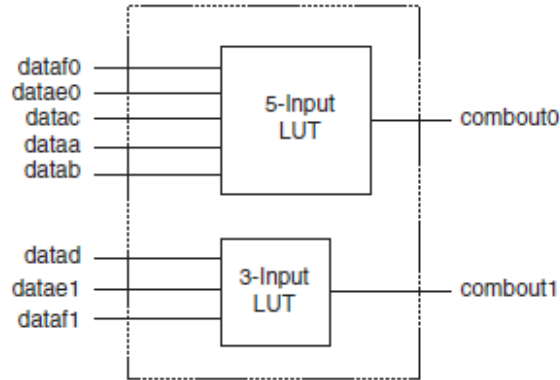 dataf0
datae0
datac
dataa
datab
5-Input
LUT
combout0
datad
datae1
dataf1
3-Input
LUT
combout1